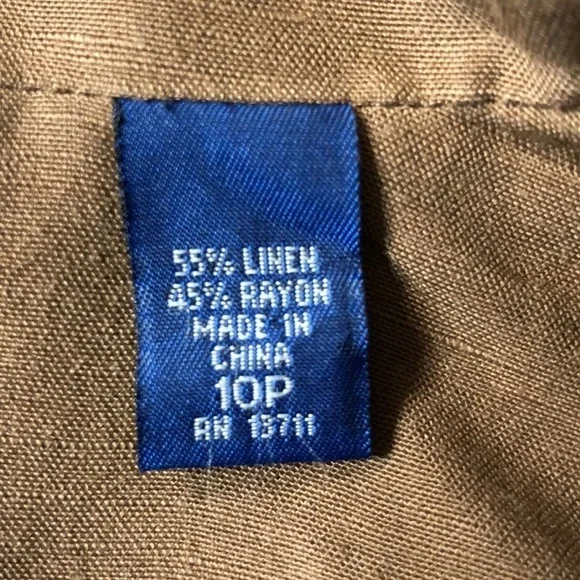 55% LINEN
45% RAYON
MADE IN
CHINA
10P
RN 13711